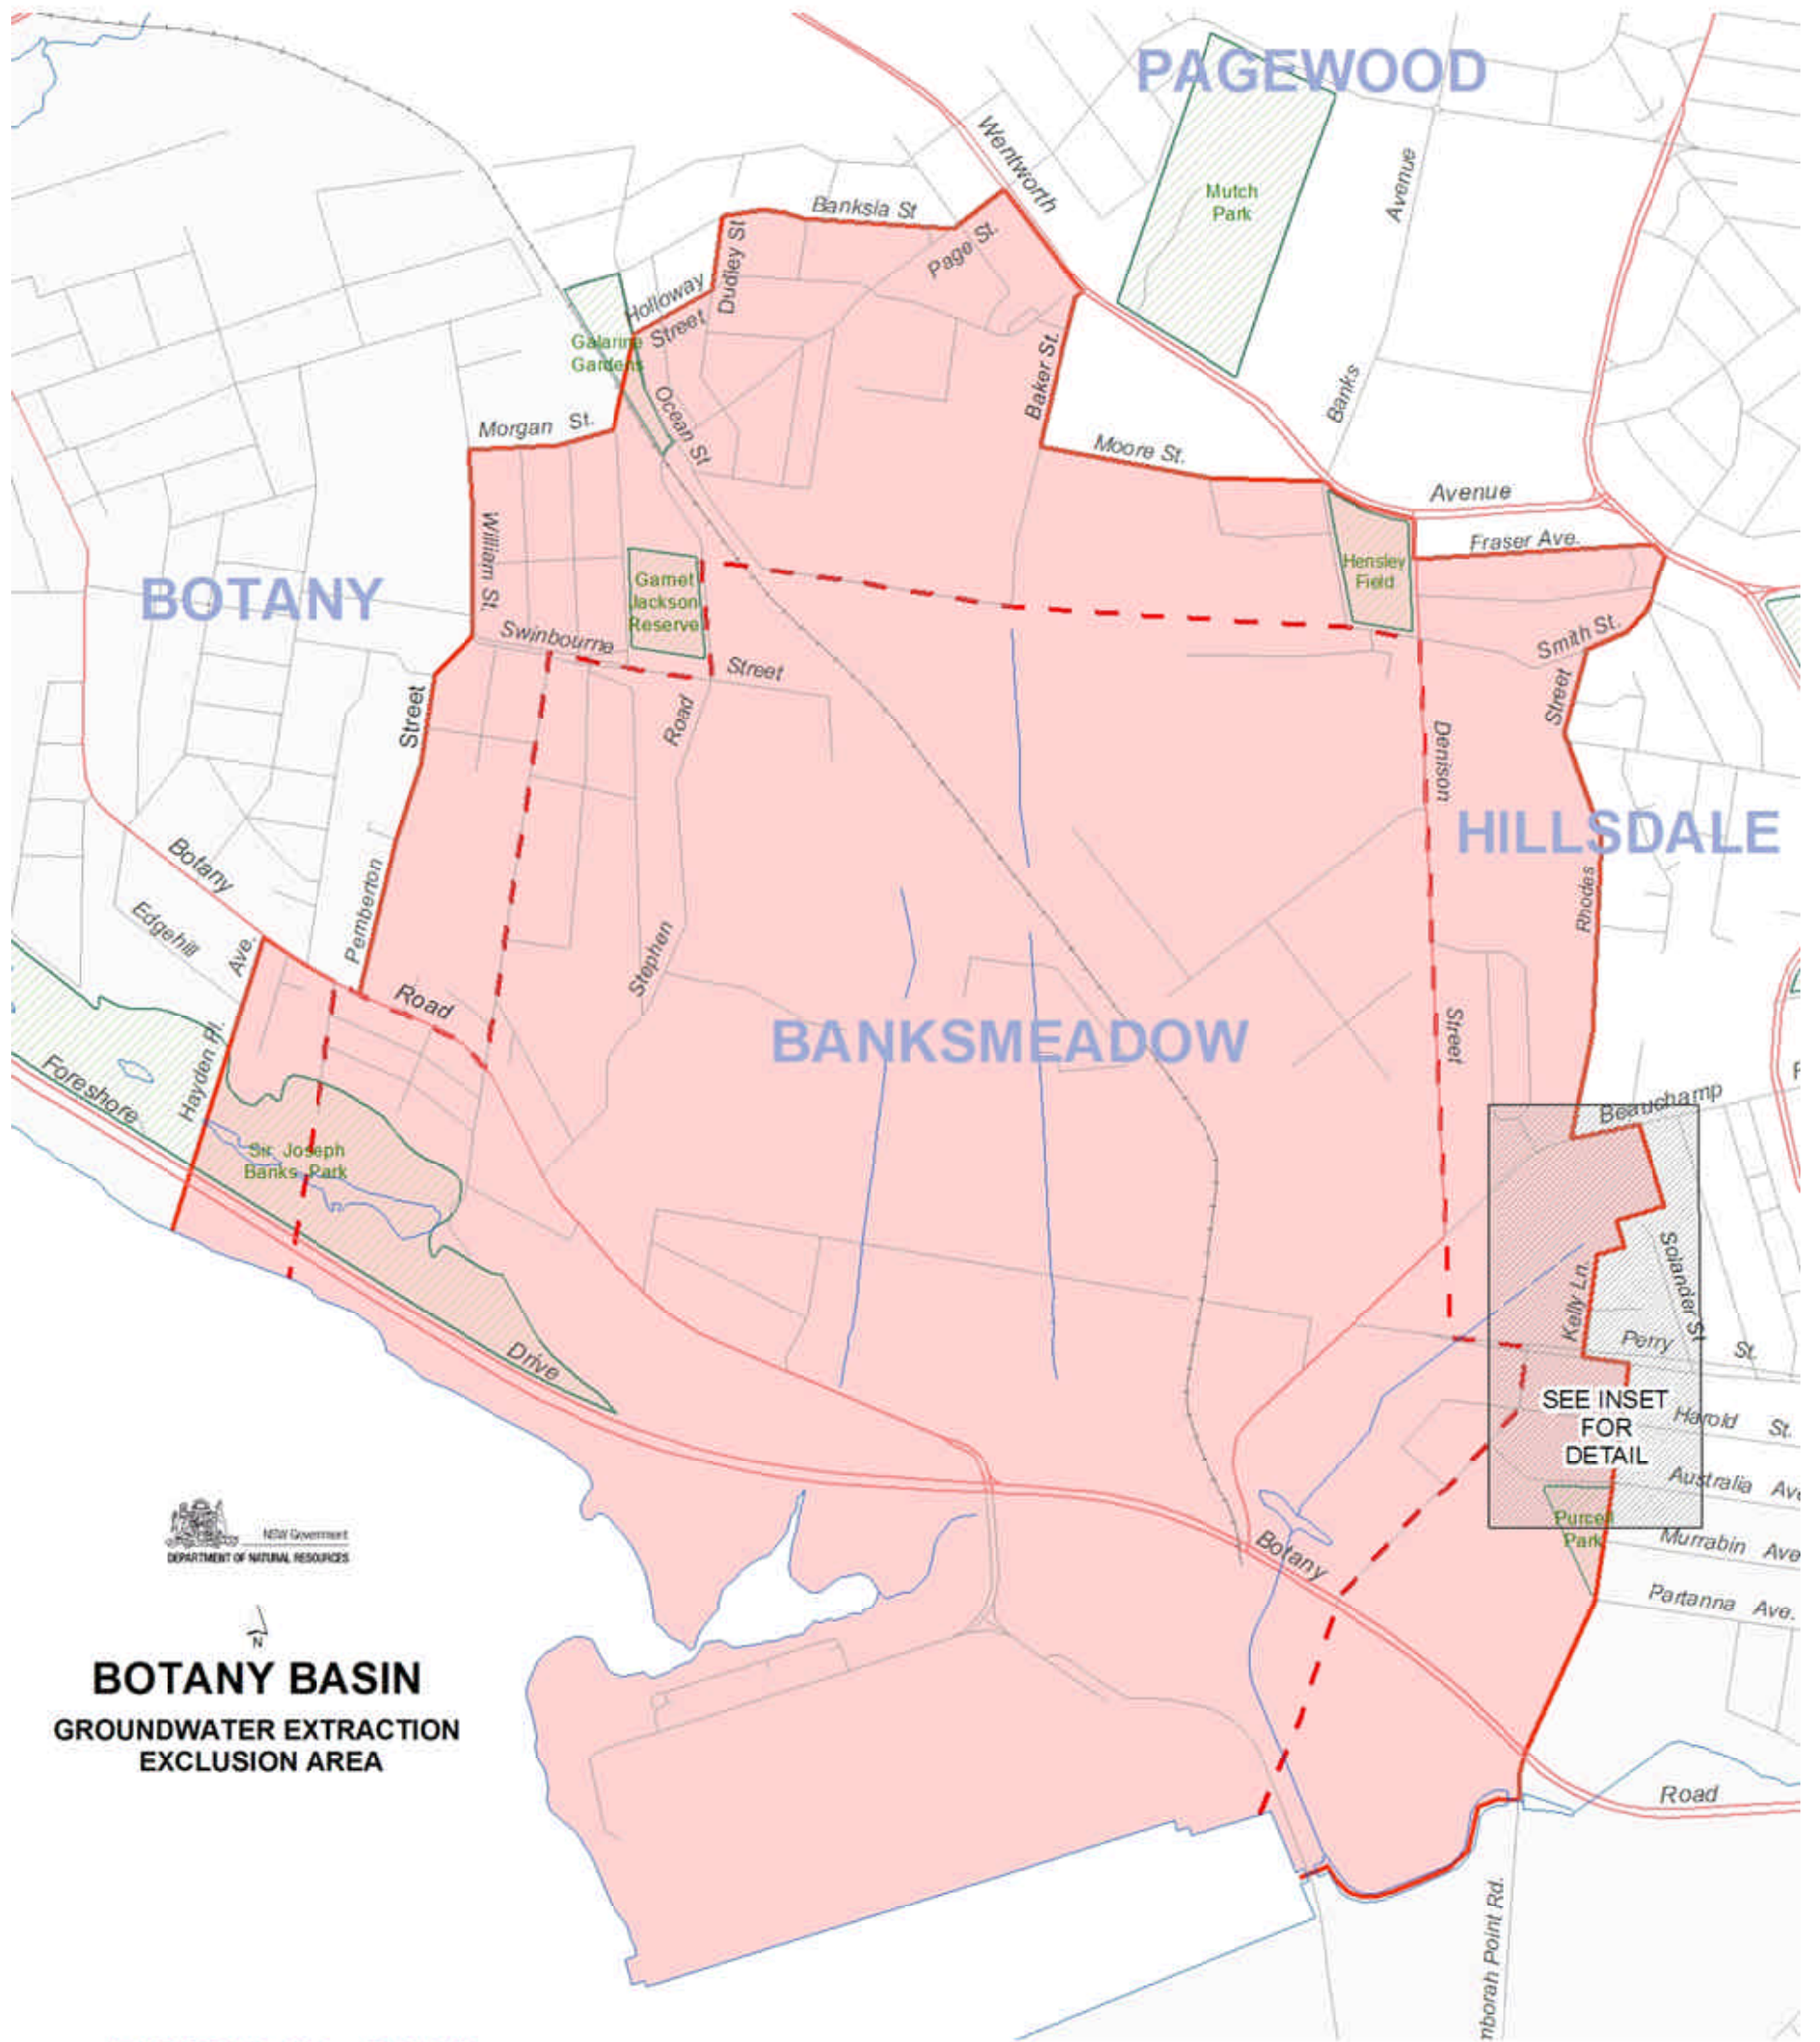 PAGEWOOD
Wentworth
Mutch
Park
Avenue
Banksia St
Page St.
Dudley St
Holloway
Street
Galarine
Gardens
Ocean St
Baker St.
Banks
Morgan St.
Moore St.
Avenue
Fraser Ave.
Hensley
Field
William St.
Garnet
Jackson
Reserve
BOTANY
Swinbourne
Street
Smith St.
Street
Street
Road
Denison
HILLSDALE
Botany
Pemberton
Rhodes
Edgehill
Ave.
Stephen
Road
BANKSMEADOW
Street
Hayden Pl.
Foreshore
Beauchamp
Sir Joseph
Banks Park
Solander St
Kelly Ln.
Perry St.
Drive
SEE INSET
FOR
DETAIL
Harold St.
Australia Ave
Purcell
Park
Murrabin Ave
Botany
Partanna Ave.
NSW Government
DEPARTMENT OF NATURAL RESOURCES
N
BOTANY BASIN
GROUNDWATER EXTRACTION
EXCLUSION AREA
Road
mborah Point Rd.